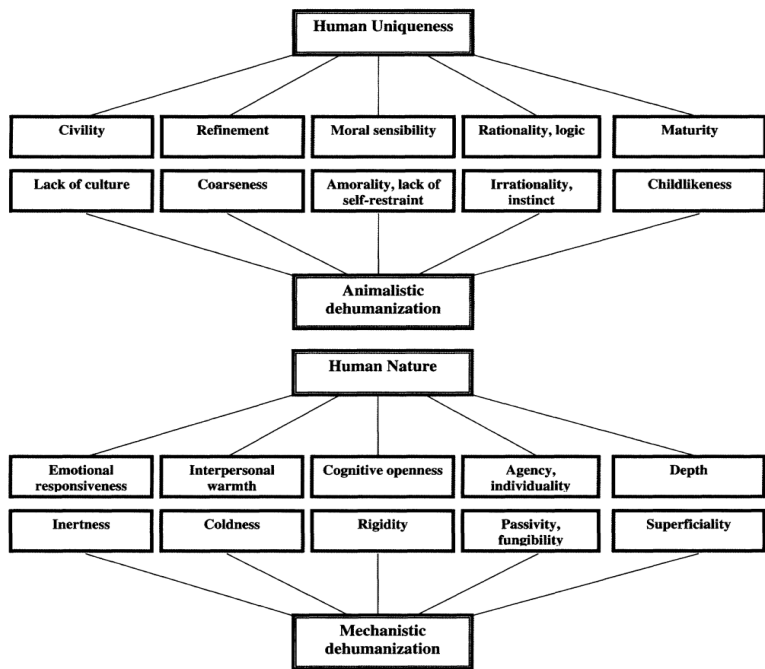 Human Uniqueness
Civility
Refinement
Moral sensibility
Rationality, logic
Maturity
Lack of culture
Coarseness
Amorality, lack of
self-restraint
Irrationality,
instinct
Childlikeness
Animalistic
dehumanization
Human Nature
Emotional
responsiveness
Interpersonal
warmth
Cognitive openness
Agency,
individuality
Depth
Inertness
Coldness
Rigidity
Passivity,
fungibility
Superficiality
Mechanistic
dehumanization